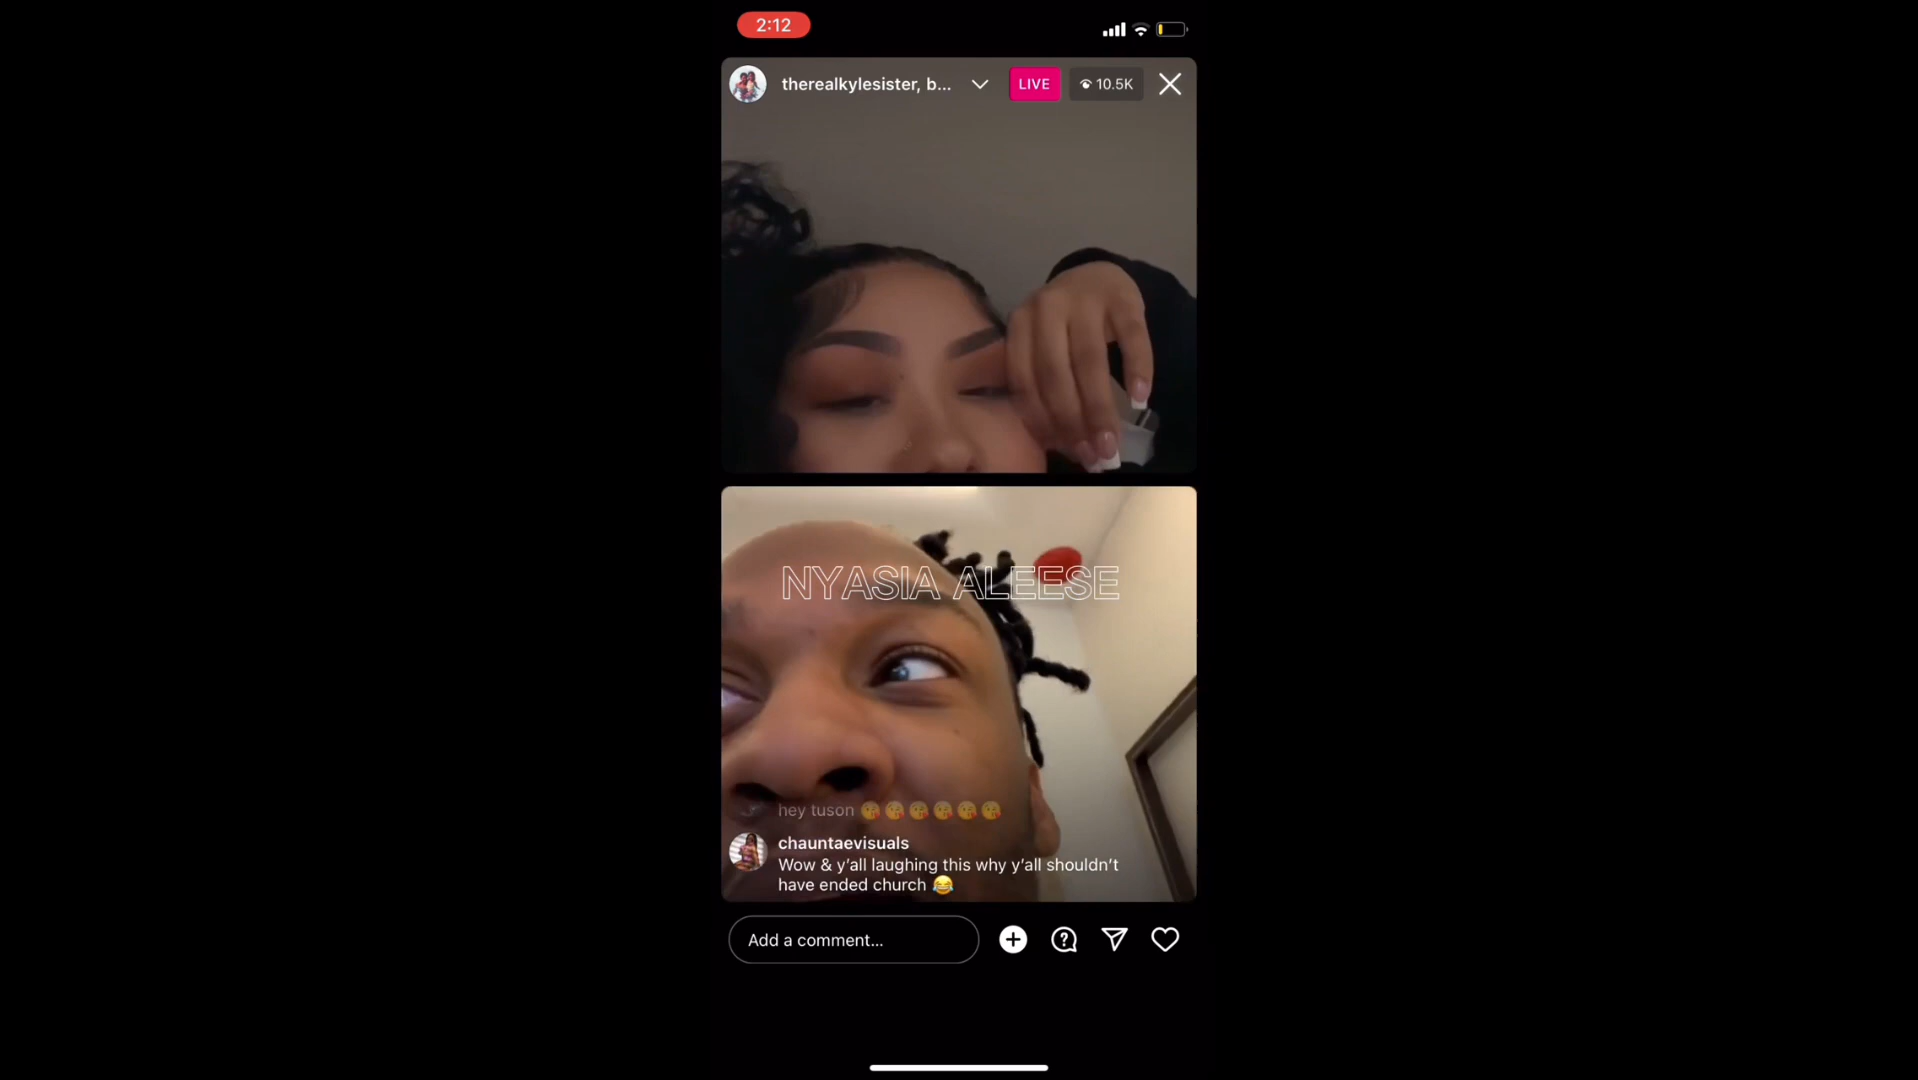 2:12
therealkylesister, b...
LIVE
10.5K
NYASIA ALEESE
hey tuson 😘😘😘😘😘😘
chauntaevisuals
Wow & y’all laughing this why y’all shouldn’t
have ended church 😂
Add a comment...